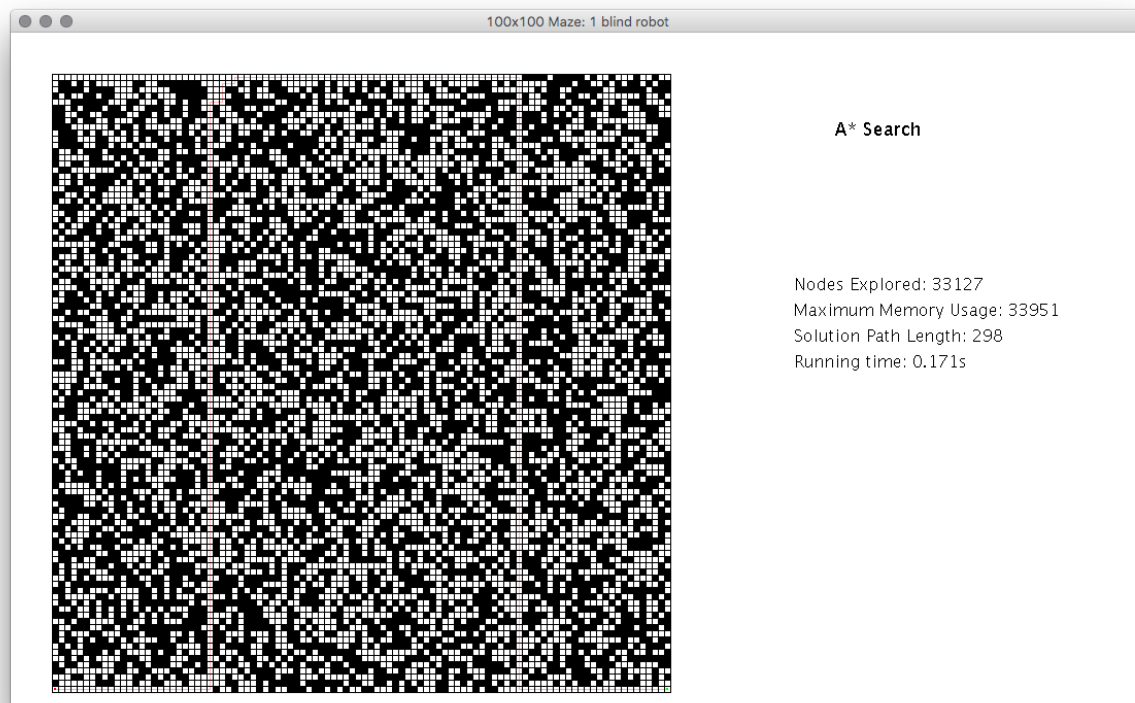 100x100 Maze: 1 blind robot
A* Search
Nodes Explored: 33127
Maximum Memory Usage: 33951
Solution Path Length: 298
Running time: 0.171s